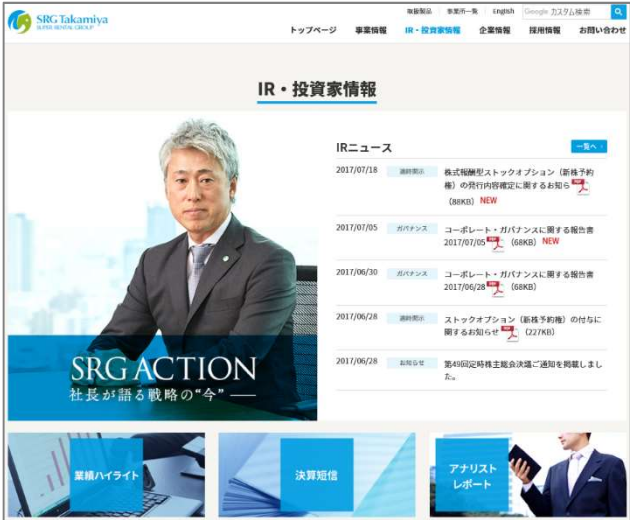 SRG Takamiya
SUPER RENTAL GROUP
取扱製品
事業所一覧
English
Google カスタム検索
トップページ
事業情報
IR・投資家情報
企業情報
採用情報
お問い合わせ
IR・投資家情報
IRニュース
一覧へ
2017/07/18 適時開示 株式報酬型ストックオプション（新株予約
権）の発行内容確定に関するお知ら
（88KB） NEW
2017/07/05 ガバナンス コーポレート・ガバナンスに関する報告書
2017/07/05 （68KB） NEW
2017/06/30 ガバナンス コーポレート・ガバナンスに関する報告書
2017/06/28 （68KB）
2017/06/28 適時開示 ストックオプション（新株予約権）の付与に
関するお知らせ （227KB）
2017/06/28 お知らせ 第49回定時株主総会決議ご通知を掲載しまし
た。
SRG ACTION
社長が語る戦略の“今” ──
業績ハイライト
決算短信
アナリスト
レポート